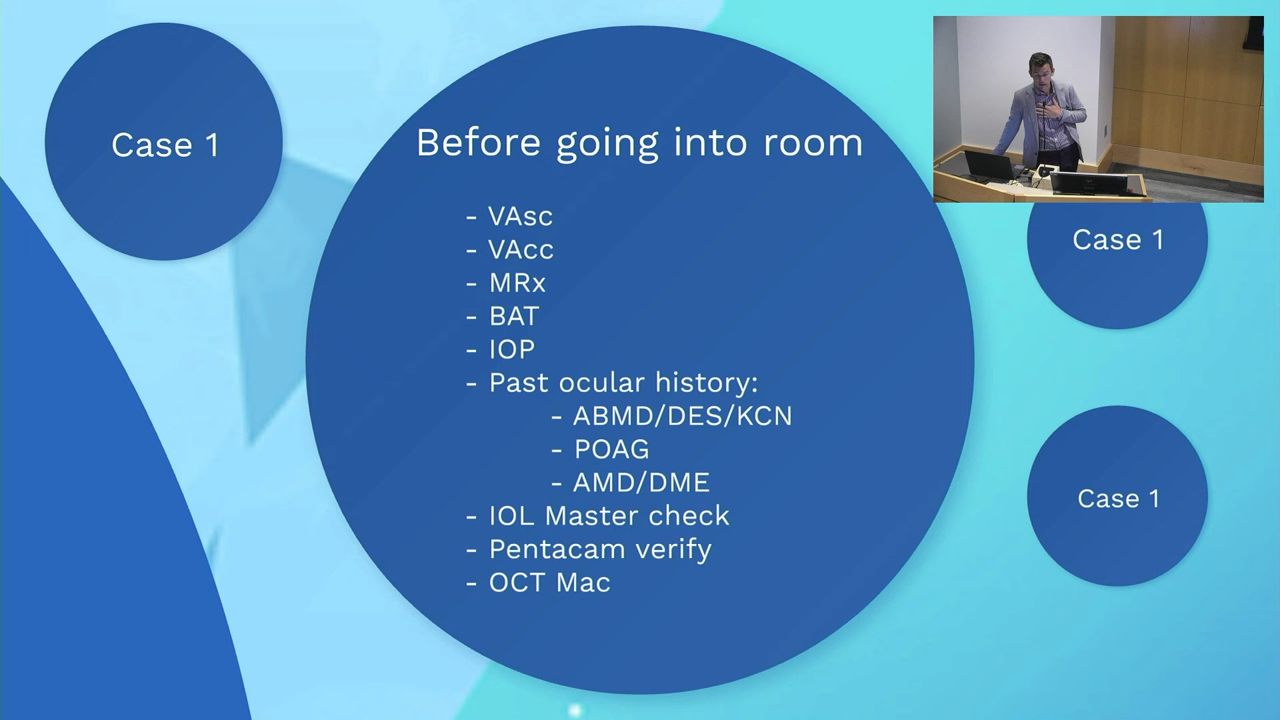 Case 1
Before going into room
- VAsc
- VAcc
- MRx
- BAT
- IOP
- Past ocular history:
- ABMD/DES/KCN
- POAG
- AMD/DME
- IOL Master check
- Pentacam verify
- OCT Mac
Case 1
Case 1